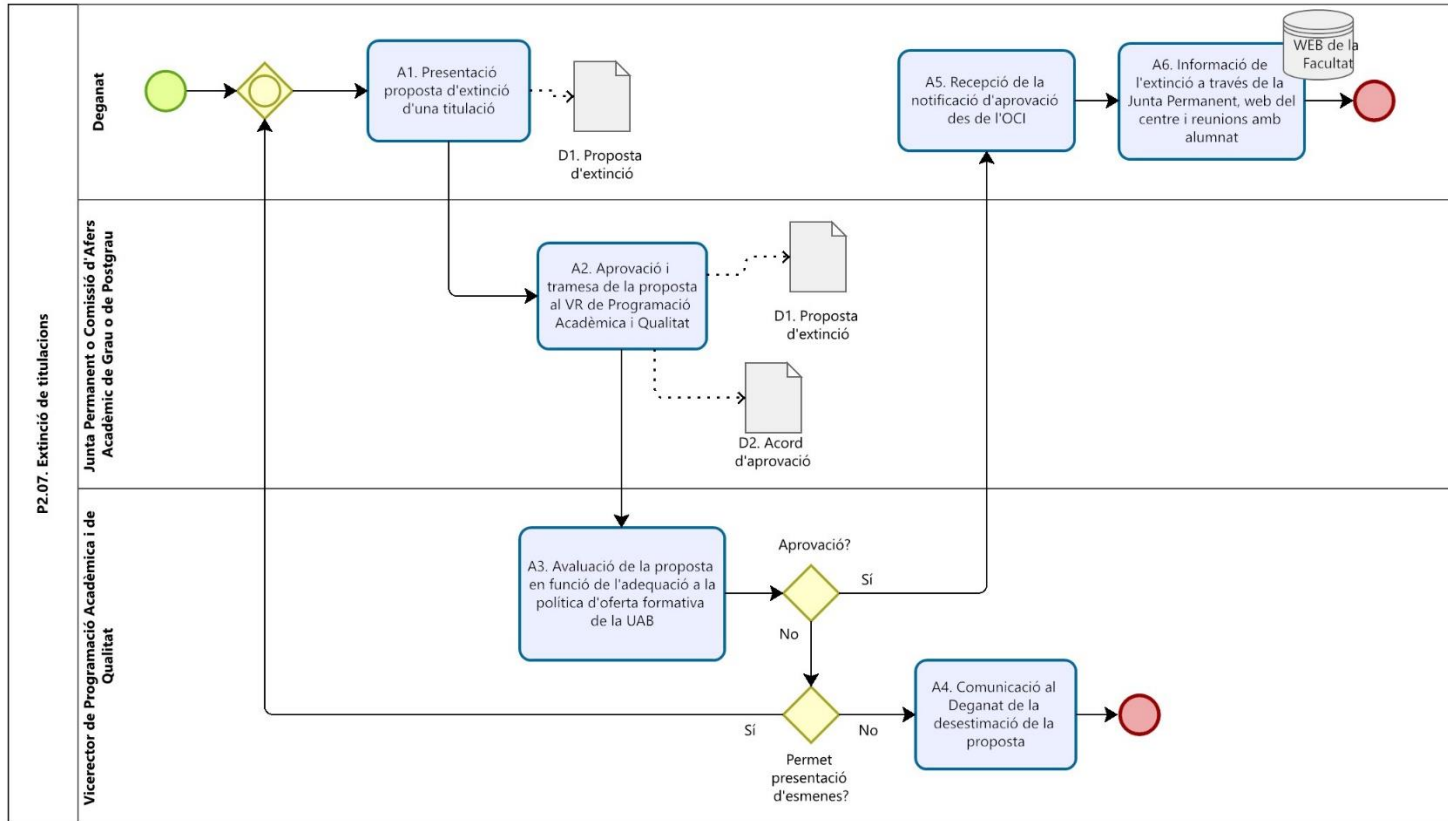 P2.07. Extinció de titulacions
Deganat
A1. Presentació
proposta d'extinció
d'una titulació
D1. Proposta
d'extinció
A5. Recepció de la
notificació d'aprovació
des de l'OCI
WEB de la
Facultat
A6. Informació de
l'extinció a través de la
Junta Permanent, web del
centre i reunions amb
alumnat
Junta Permanent o Comissió d'Afers
Acadèmic de Grau o de Postgrau
A2. Aprovació i
tramesa de la proposta
al VR de Programació
Acadèmica i Qualitat
D1. Proposta
d'extinció
D2. Acord
d'aprovació
Vicerector de Programació Acadèmica i de
Qualitat
A3. Avaluació de la proposta
en funció de l'adequació a la
política d'oferta formativa
de la UAB
Aprovació?
Sí
No
Sí
No
Permet
presentació
d'esmenes?
A4. Comunicació al
Deganat de la
desestimació de la
proposta